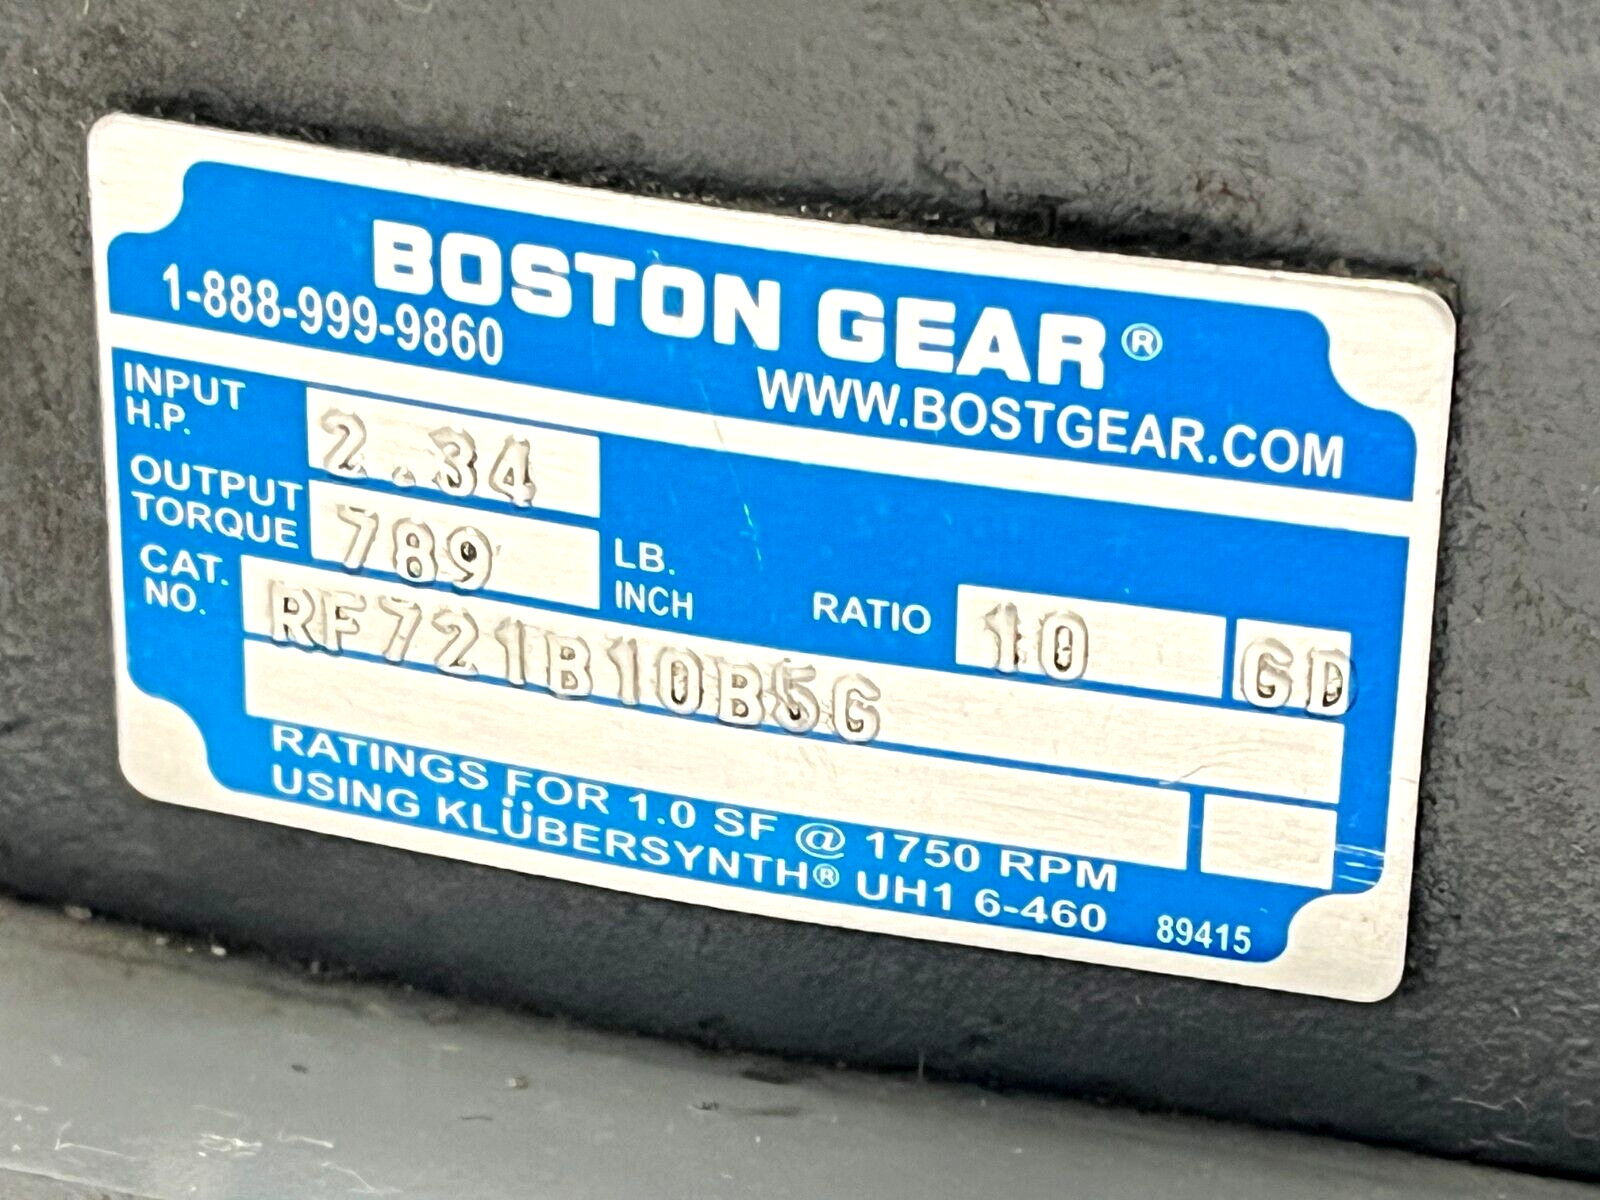 BOSTON GEAR®
1-888-999-9860
WWW.BOSTGEAR.COM
INPUT H.P. 2.34
OUTPUT TORQUE 789 LB. INCH
RATIO 10 GD
CAT. NO. RF721B10B5G
RATINGS FOR 1.0 SF @ 1750 RPM
USING KLÜBERSYNTH® UH1 6-460
89415